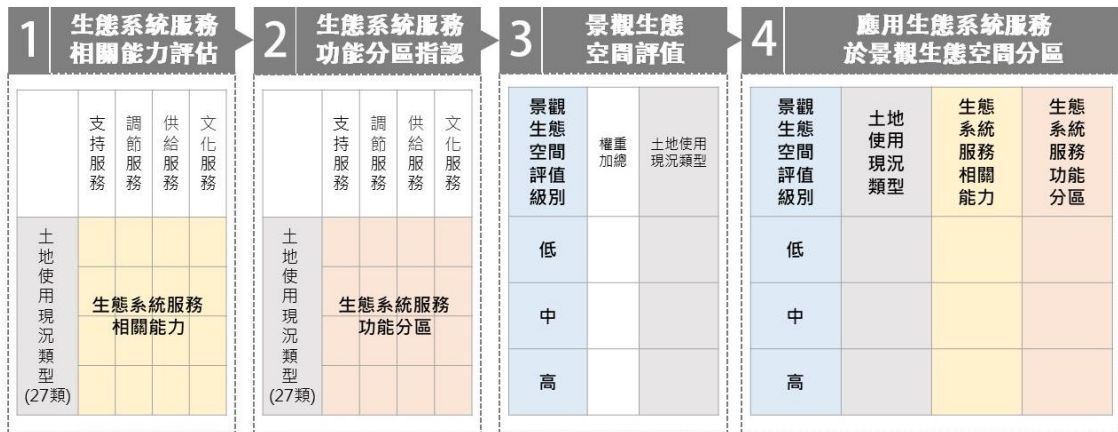 1
生態系統服務
相關能力評估
支持服務
調節服務
供給服務
文化服務
土地使用現況類型
(27類)
生態系統服務
相關能力
2
生態系統服務
功能分區指認
支持服務
調節服務
供給服務
文化服務
土地使用現況類型
(27類)
生態系統服務
功能分區
3
景觀生態
空間評值
景觀
生態
空間
評值
級別
權重
加總
土地使用
現況類型
低
中
高
4
應用生態系統服務
於景觀生態空間分區
景觀
生態
空間
評值
級別
土地
使用
現況
類型
生態
系統
服務
相關
能力
生態
系統
服務
功能
分區
低
中
高